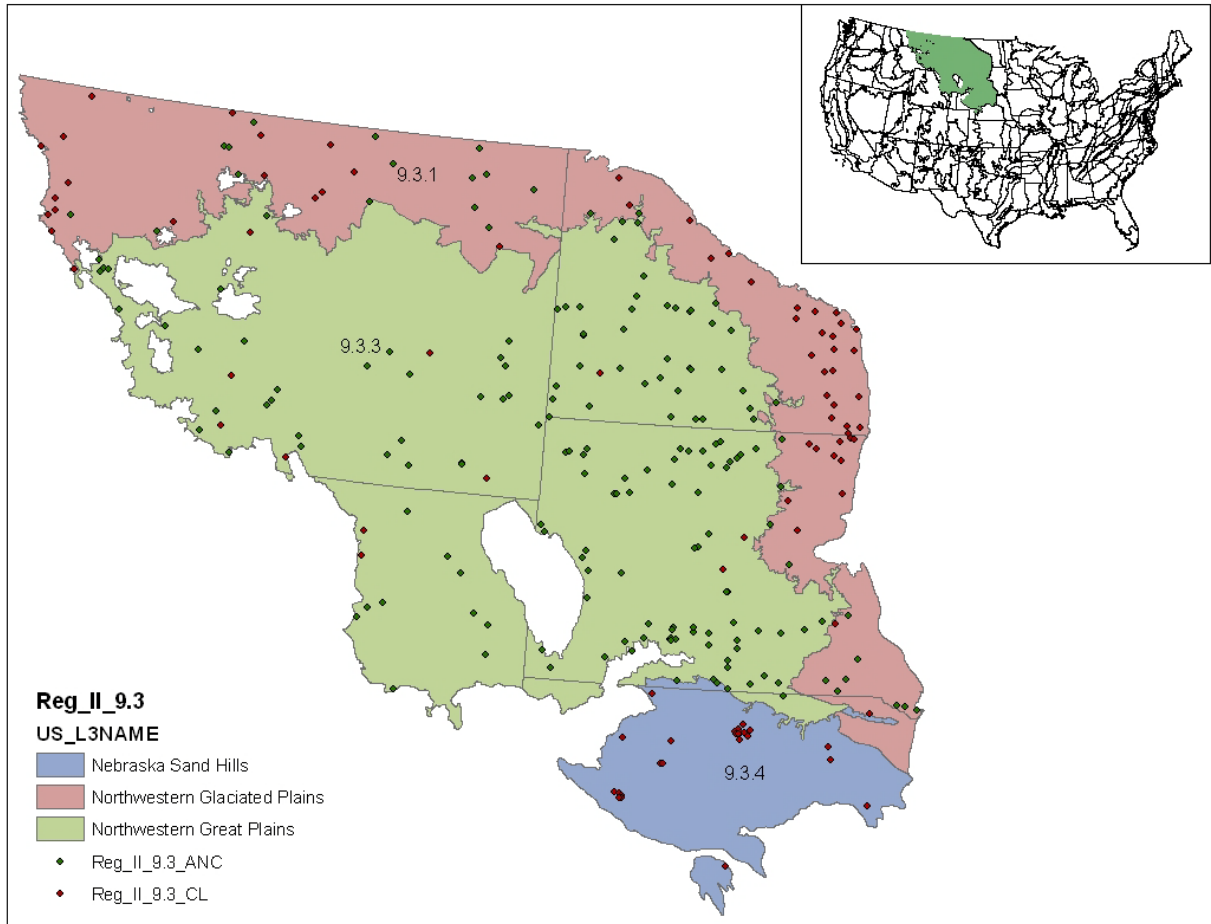 9.3.1
9.3.3
9.3.4
Reg_II_9.3
US_L3NAME
Nebraska Sand Hills
Northwestern Glaciated Plains
Northwestern Great Plains
Reg_II_9.3_ANC
Reg_II_9.3_CL